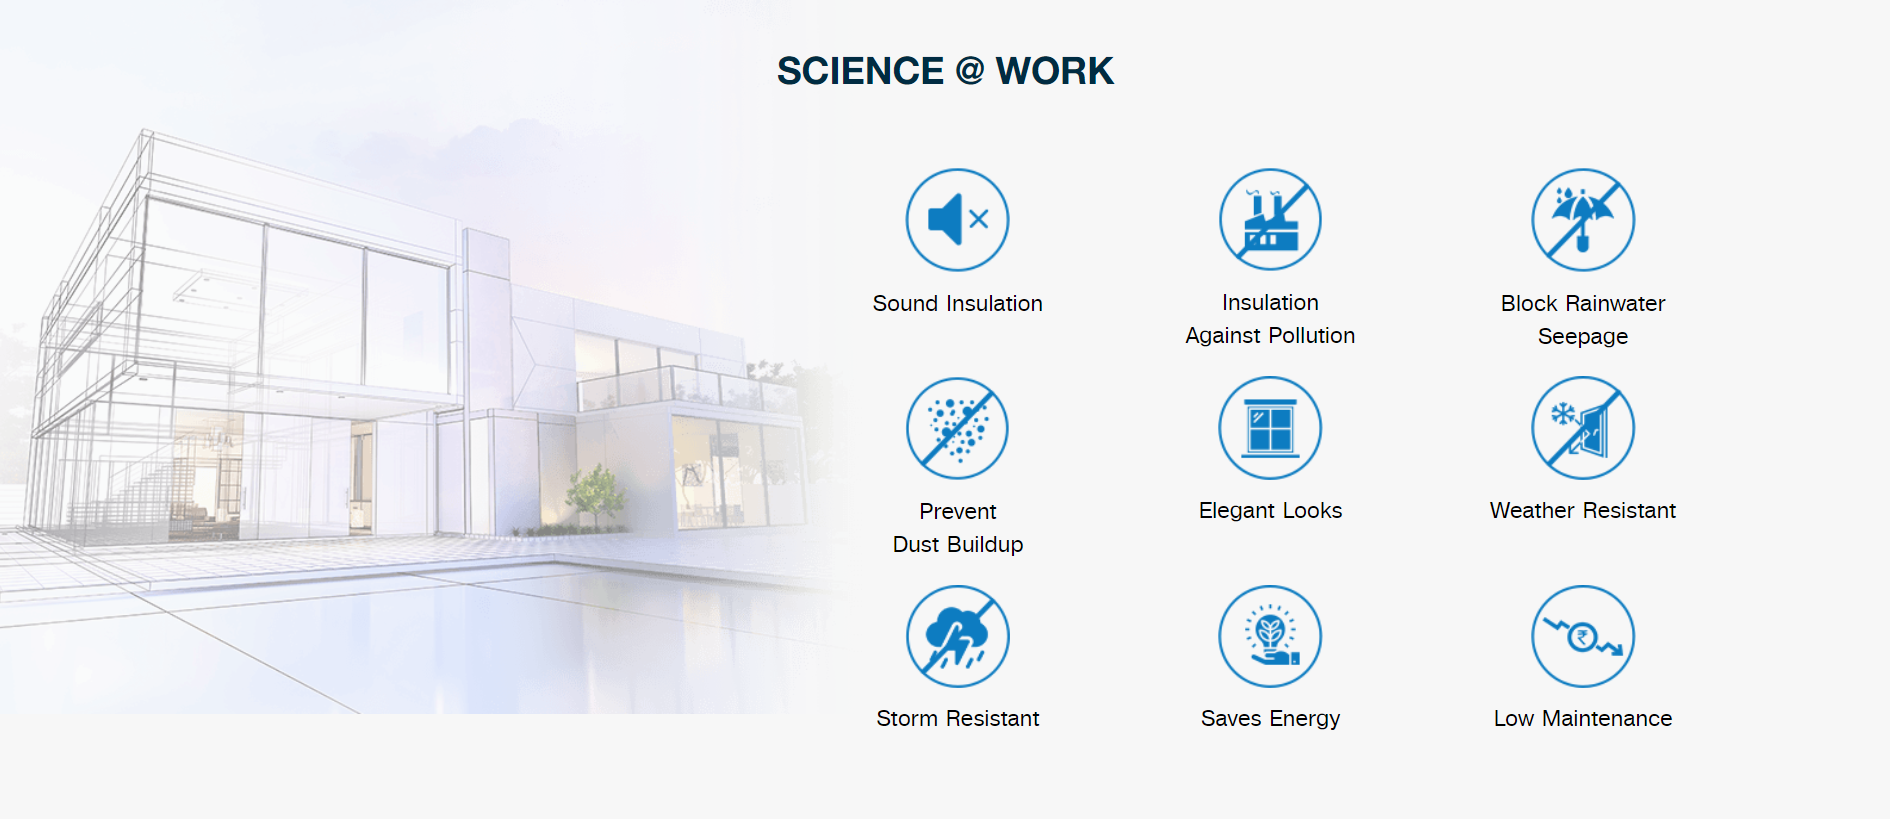 SCIENCE @ WORK
Sound Insulation
Insulation
Against Pollution
Block Rainwater
Seepage
Prevent
Dust Buildup
Elegant Looks
Weather Resistant
Storm Resistant
Saves Energy
₹
Low Maintenance